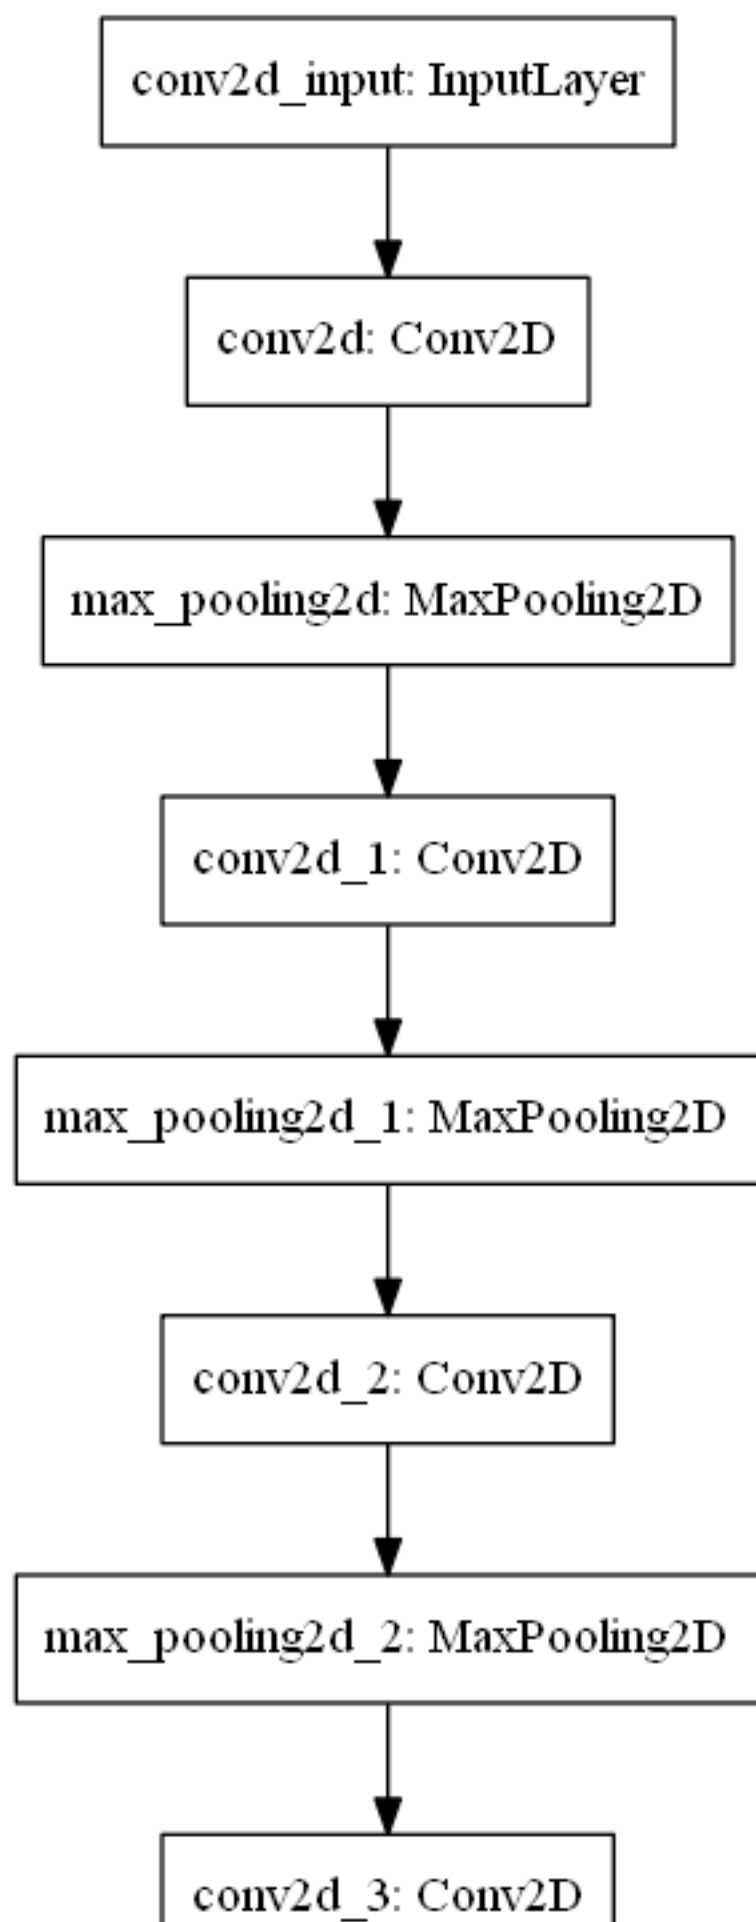 conv2d_input: InputLayer
conv2d: Conv2D
max_pooling2d: MaxPooling2D
conv2d_1: Conv2D
max_pooling2d_1: MaxPooling2D
conv2d_2: Conv2D
max_pooling2d_2: MaxPooling2D
conv2d_3: Conv2D